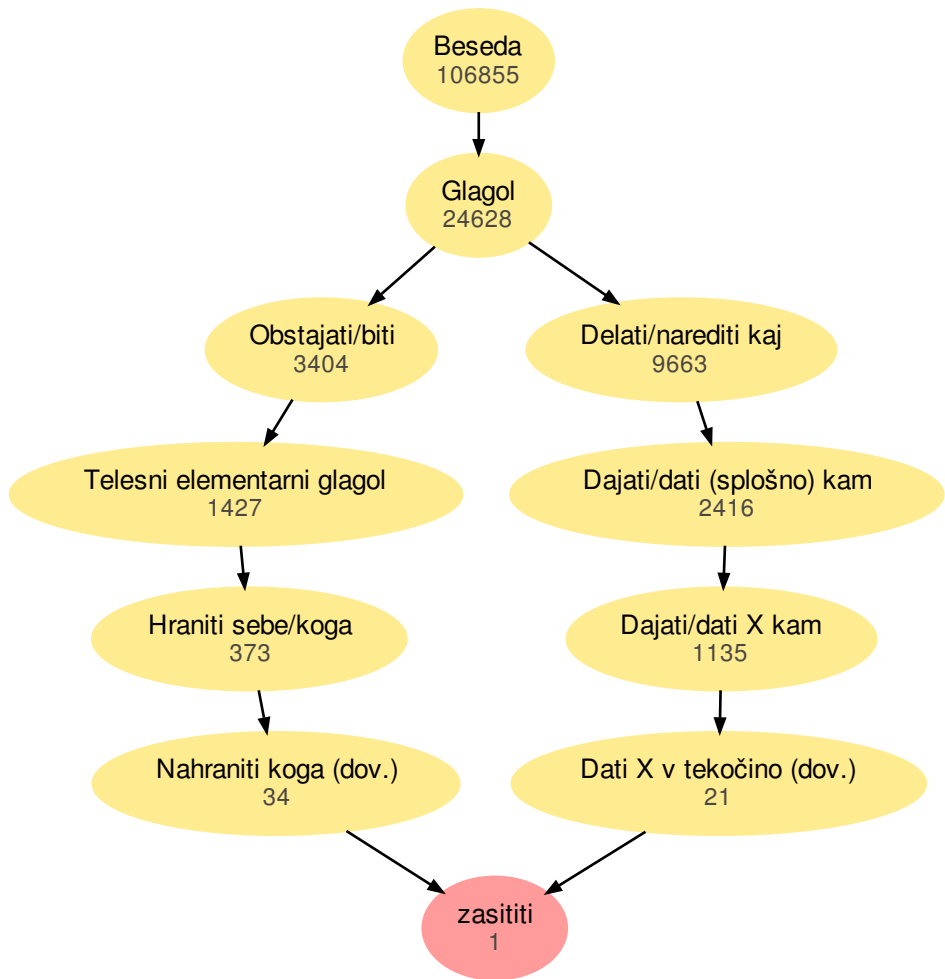 Beseda
106855
Glagol
24628
Obstajati/biti
3404
Delati/narediti kaj
9663
Telesni elementarni glagol
1427
Dajati/dati (splošno) kam
2416
Hraniti sebe/koga
373
Dajati/dati X kam
1135
Nahraniti koga (dov.)
34
Dati X v tekočino (dov.)
21
zasititi
1